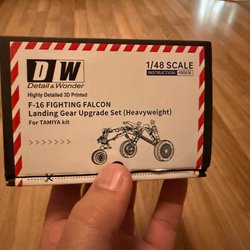 DW
Detail & Wonder
Highly Detailed 3D Printed
1/48 SCALE
INSTRUCTION
F-16 FIGHTING FALCON
Landing Gear Upgrade Set (Heavyweight)
For TAMIYA kit
>>>>>>>